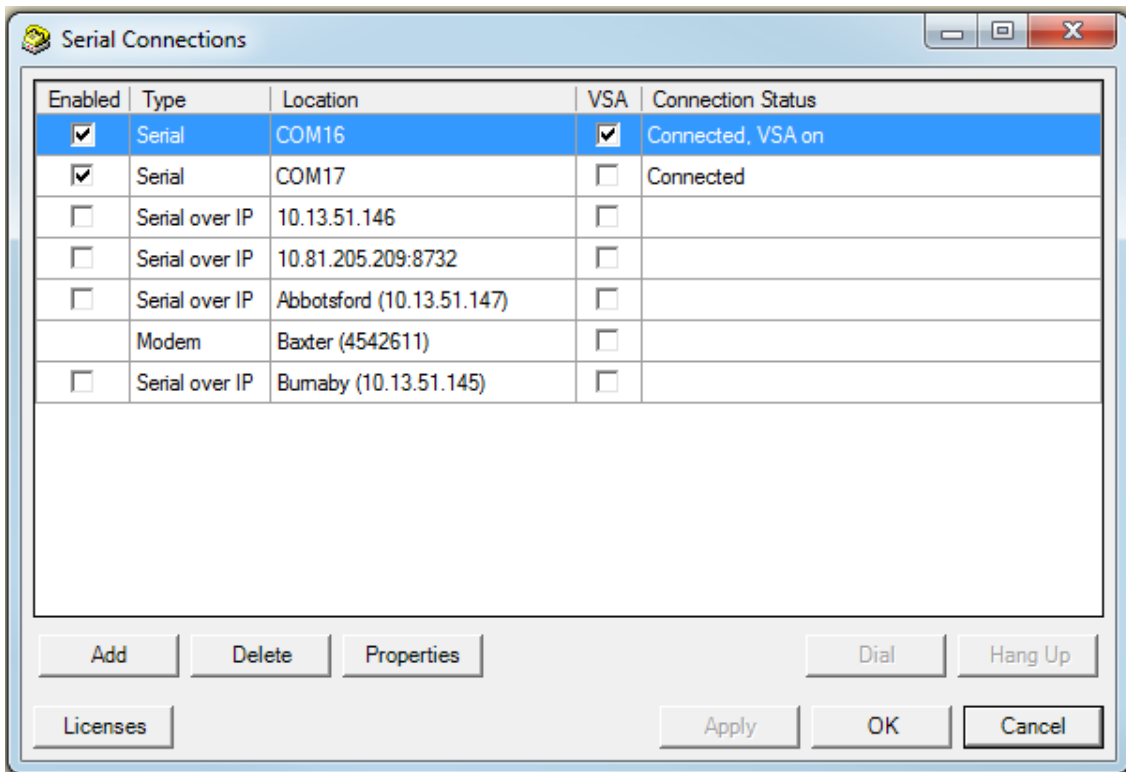 Serial Connections
Enabled Type Location VSA Connection Status
Serial COM16 Connected, VSA on
Serial COM17 Connected
Serial over IP 10.13.51.146
Serial over IP 10.81.205.209:8732
Serial over IP Abbotsford (10.13.51.147)
Modem Baxter (4542611)
Serial over IP Burnaby (10.13.51.145)
Add Delete Properties Dial Hang Up
Licenses Apply OK Cancel